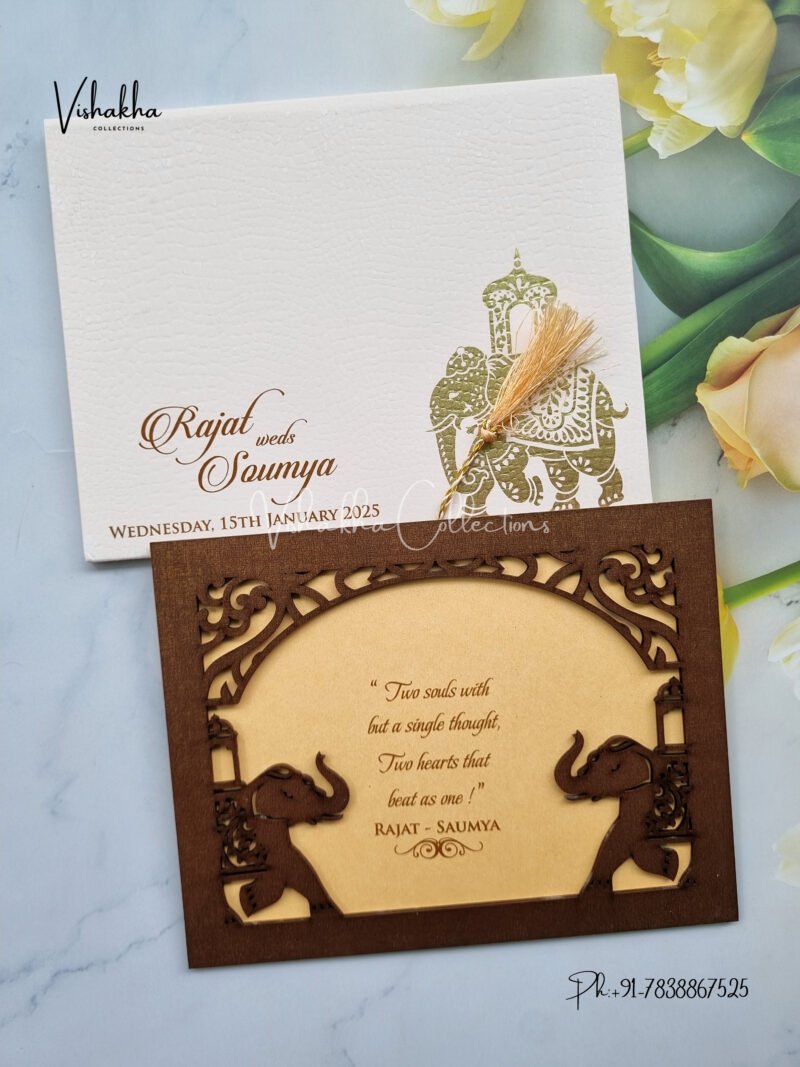 Vishakha
COLLECTIONS
Rajat weds
Soumya
WEDNESDAY, 15TH JANUARY 2025
Vishakha Collections
“ Two souls with
but a single thought,
Two hearts that
beat as one ! ”
RAJAT - SAUMYA
Ph:+91-7838867525